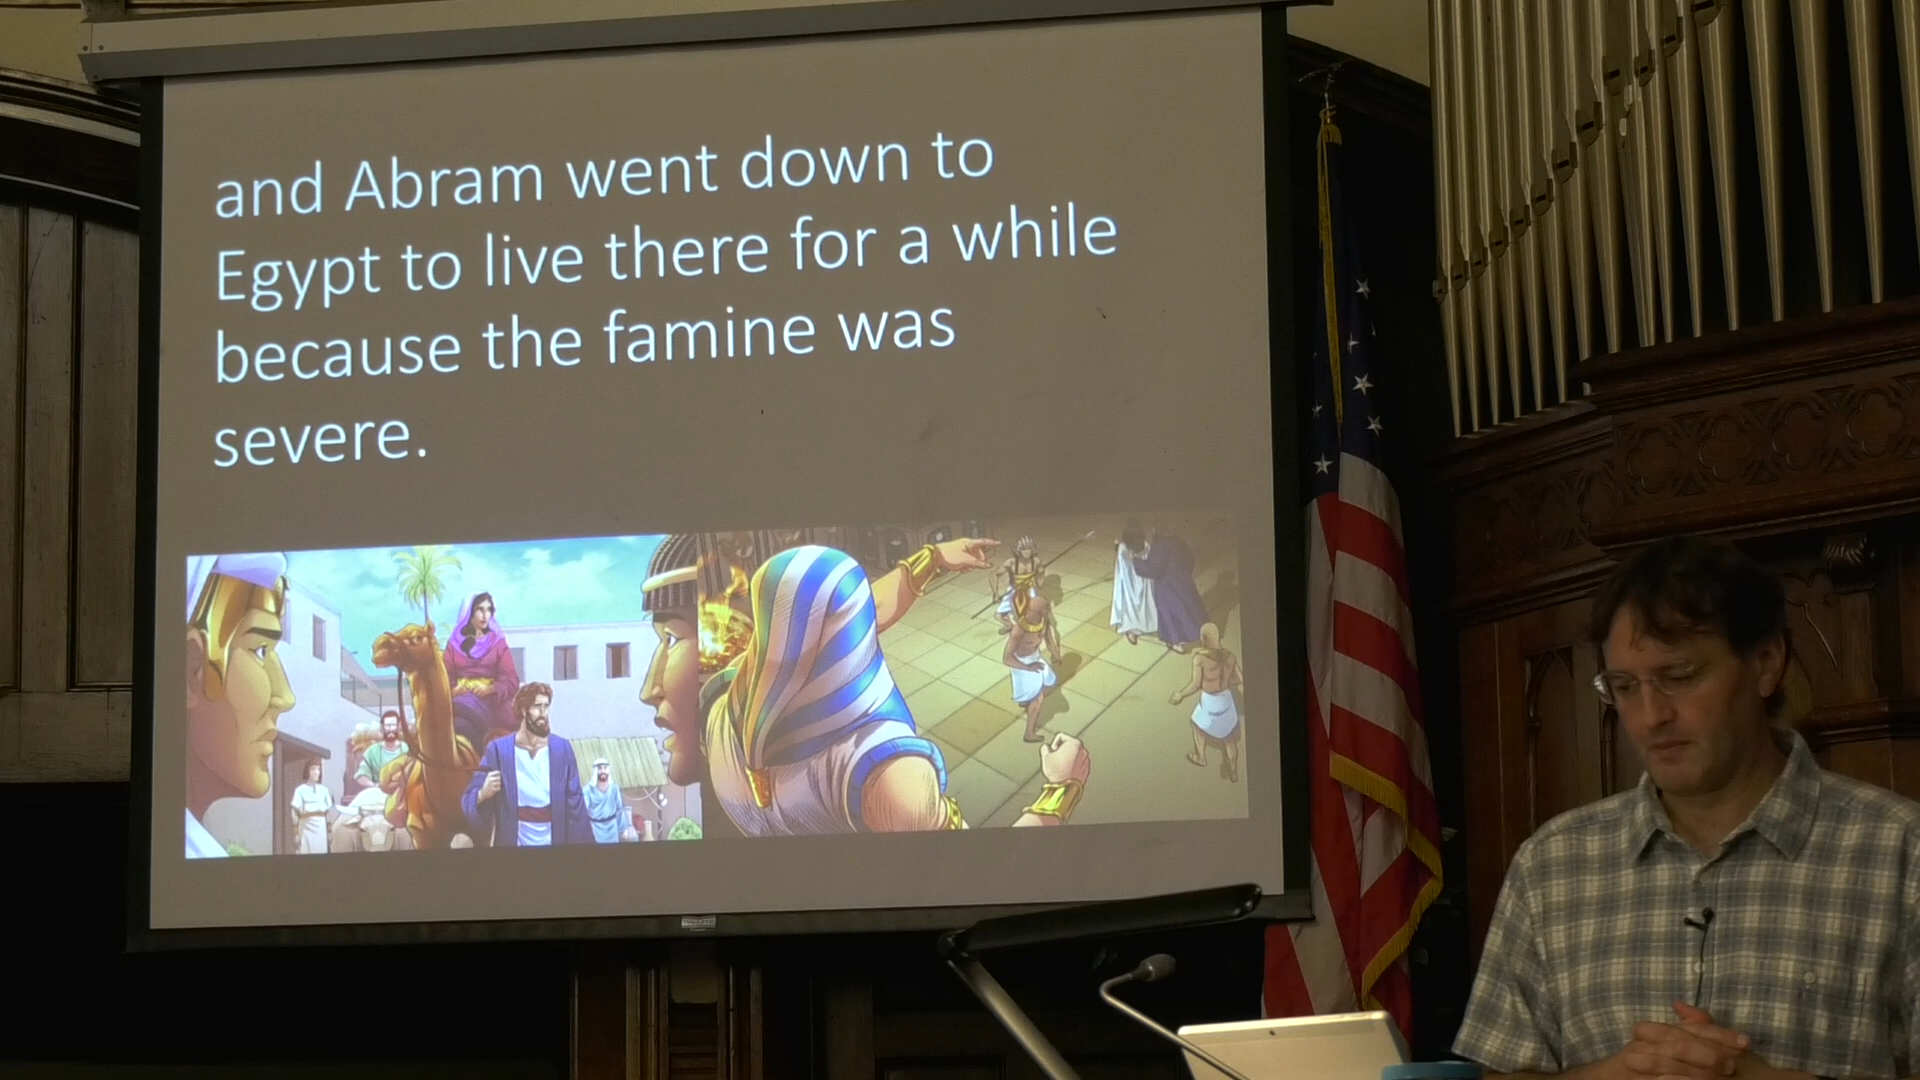 and Abram went down to
Egypt to live there for a while
because the famine was
severe.